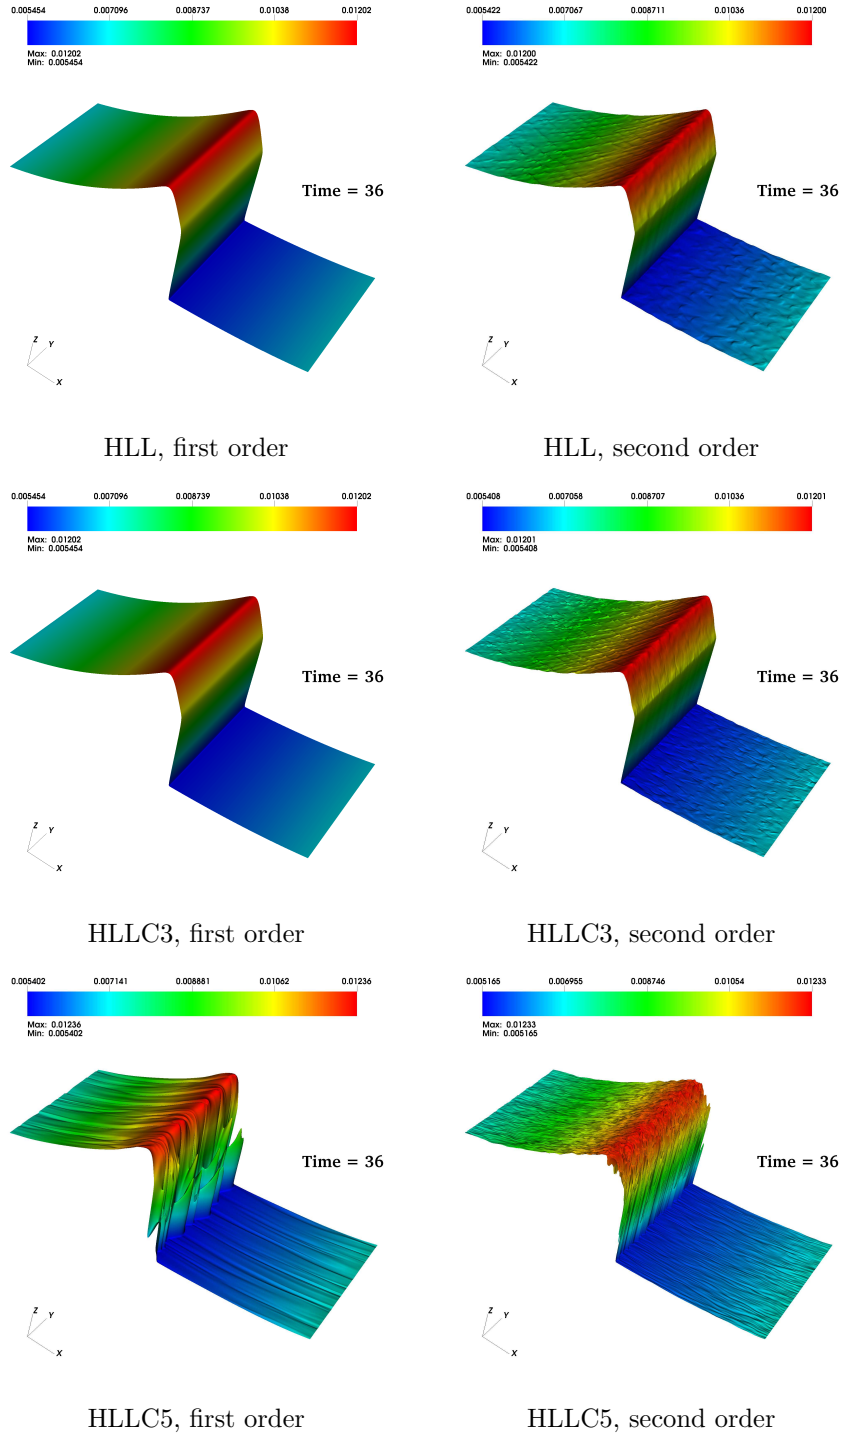 0.005454 0.007096 0.008737 0.01038 0.01202
Max: 0.01202
Min: 0.005454
Time = 36
Z
Y
X
HLL, first order
0.005422 0.007067 0.008711 0.01036 0.01200
Max: 0.01200
Min: 0.005422
Time = 36
Z
Y
X
HLL, second order
0.005454 0.007096 0.008739 0.01038 0.01202
Max: 0.01202
Min: 0.005454
Time = 36
Z
Y
X
HLLC3, first order
0.005408 0.007058 0.008707 0.01036 0.01201
Max: 0.01201
Min: 0.005408
Time = 36
Z
Y
X
HLLC3, second order
0.005402 0.007141 0.008881 0.01062 0.01236
Max: 0.01236
Min: 0.005402
Time = 36
Z
Y
X
HLLC5, first order
0.005165 0.006955 0.008746 0.01054 0.01233
Max: 0.01233
Min: 0.005165
Time = 36
Z
Y
X
HLLC5, second order